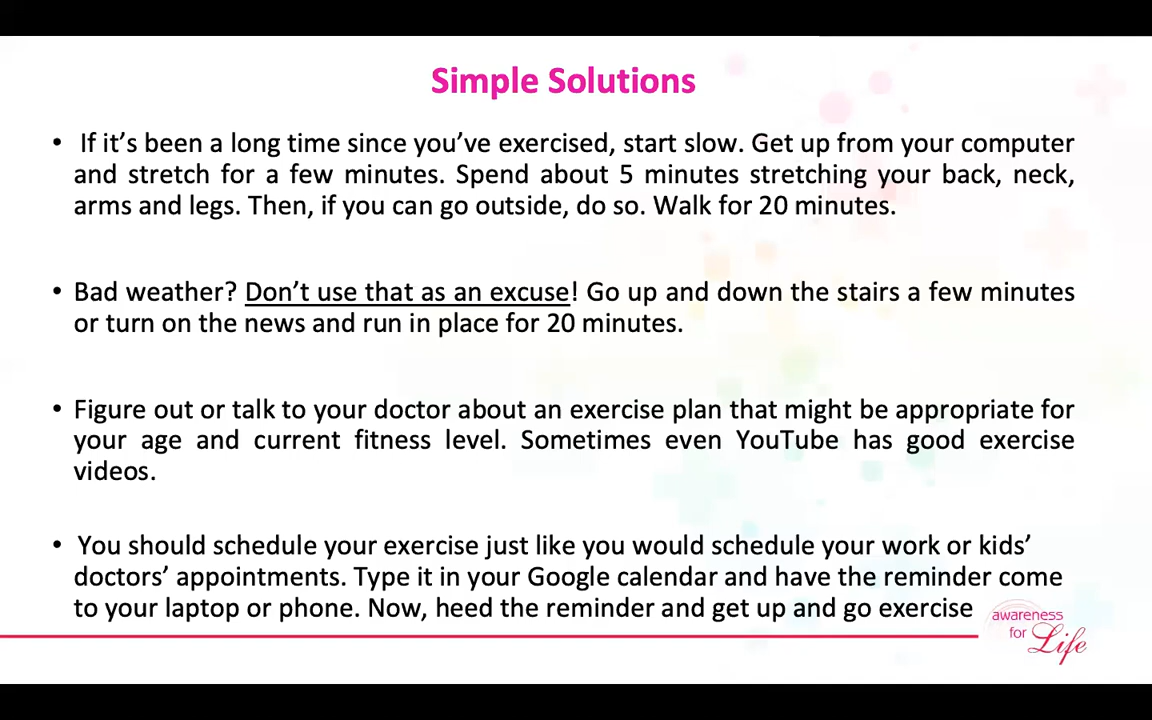 Simple Solutions
• If it’s been a long time since you’ve exercised, start slow. Get up from your computer
and stretch for a few minutes. Spend about 5 minutes stretching your back, neck,
arms and legs. Then, if you can go outside, do so. Walk for 20 minutes.
• Bad weather? Don’t use that as an excuse! Go up and down the stairs a few minutes
or turn on the news and run in place for 20 minutes.
• Figure out or talk to your doctor about an exercise plan that might be appropriate for
your age and current fitness level. Sometimes even YouTube has good exercise
videos.
• You should schedule your exercise just like you would schedule your work or kids’
doctors’ appointments. Type it in your Google calendar and have the reminder come
to your laptop or phone. Now, heed the reminder and get up and go exercise
awareness
for Life